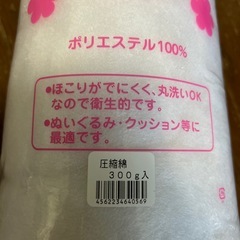 ポリエステル100%
●ほこりがでにくく、丸洗いOK
なので衛生的です。
●ぬいぐるみ・クッション等に
最適です。
圧縮綿
300g入
4562234640569